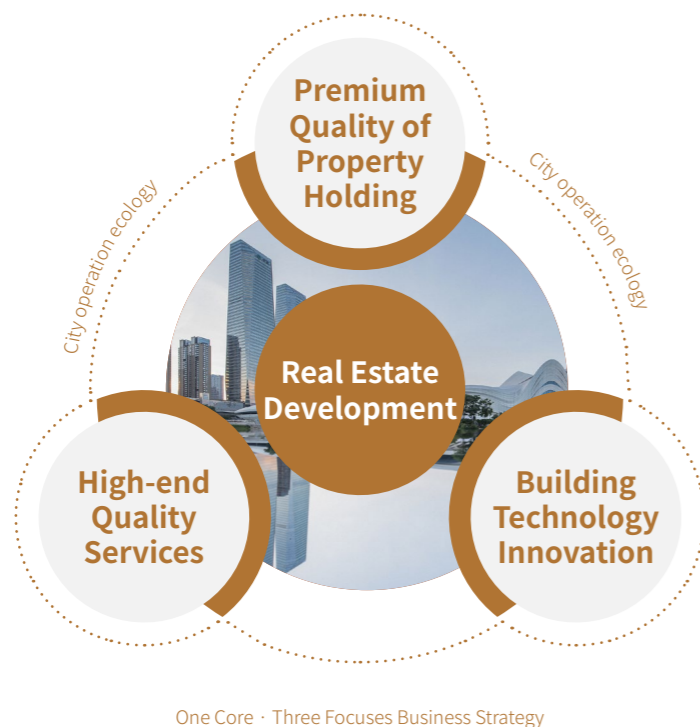 Premium
Quality of
Property
Holding
City operation ecology
City operation ecology
Real Estate
Development
High-end
Quality
Services
Building
Technology
Innovation
One Core · Three Focuses Business Strategy